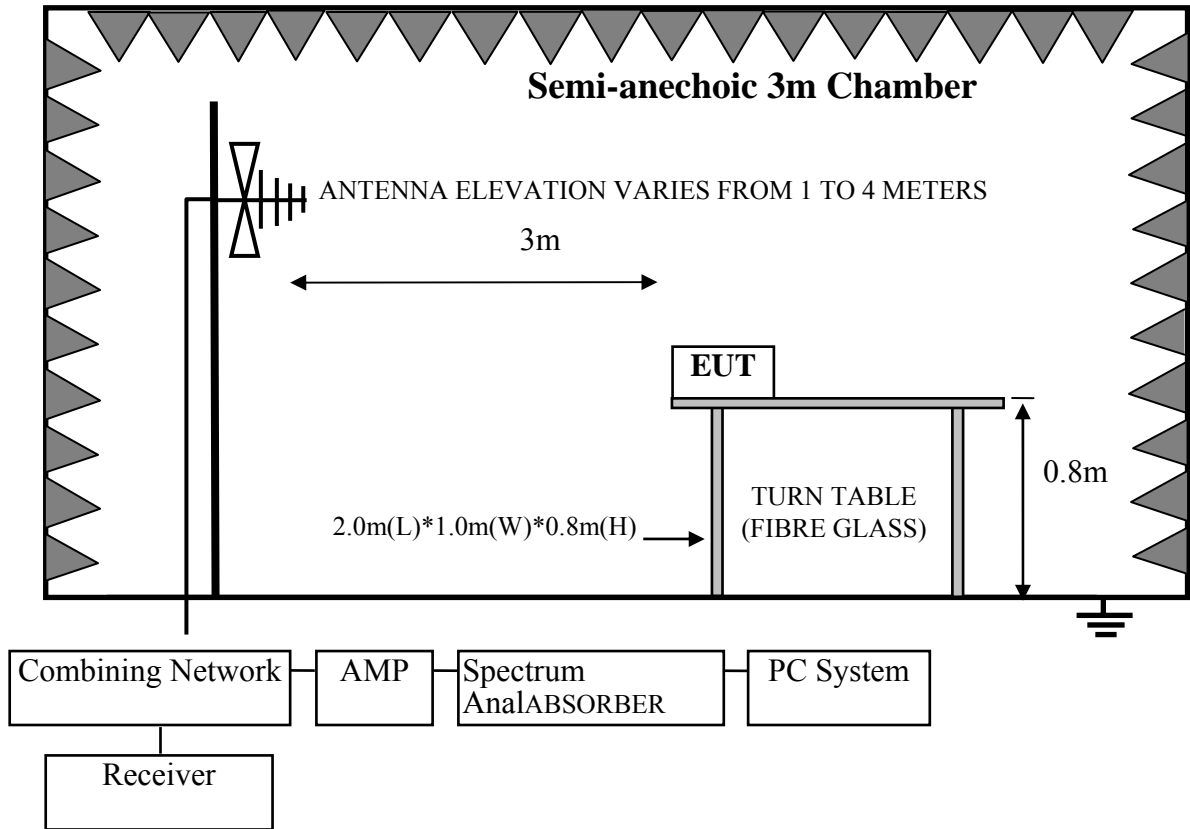 Semi-anechoic 3m Chamber
ANTENNA ELEVATION VARIES FROM 1 TO 4 METERS
3m
EUT
0.8m
TURN TABLE
(FIBRE GLASS)
2.0m(L)*1.0m(W)*0.8m(H)
Combining Network
AMP
Spectrum
AnalABSORBER
PC System
Receiver